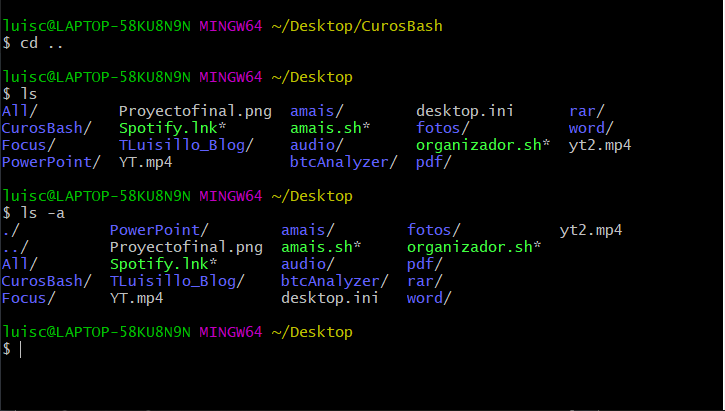 luisc@LAPTOP-58KU8N9N MINGW64 ~/Desktop/CurosBash
$ cd ..
luisc@LAPTOP-58KU8N9N MINGW64 ~/Desktop
$ ls
All/ Proyectofinal.png amais/ desktop.ini rar/
CurosBash/ Spotify.lnk* amais.sh* fotos/ word/
Focus/ TLuisillo_Blog/ audio/ organizador.sh* yt2.mp4
PowerPoint/ YT.mp4 btcAnalyzer/ pdf/
luisc@LAPTOP-58KU8N9N MINGW64 ~/Desktop
$ ls -a
./ PowerPoint/ amais/ fotos/ yt2.mp4
../ Proyectofinal.png amais.sh* organizador.sh*
All/ Spotify.lnk* audio/ pdf/
CurosBash/ TLuisillo_Blog/ btcAnalyzer/ rar/
Focus/ YT.mp4 desktop.ini word/
luisc@LAPTOP-58KU8N9N MINGW64 ~/Desktop
$